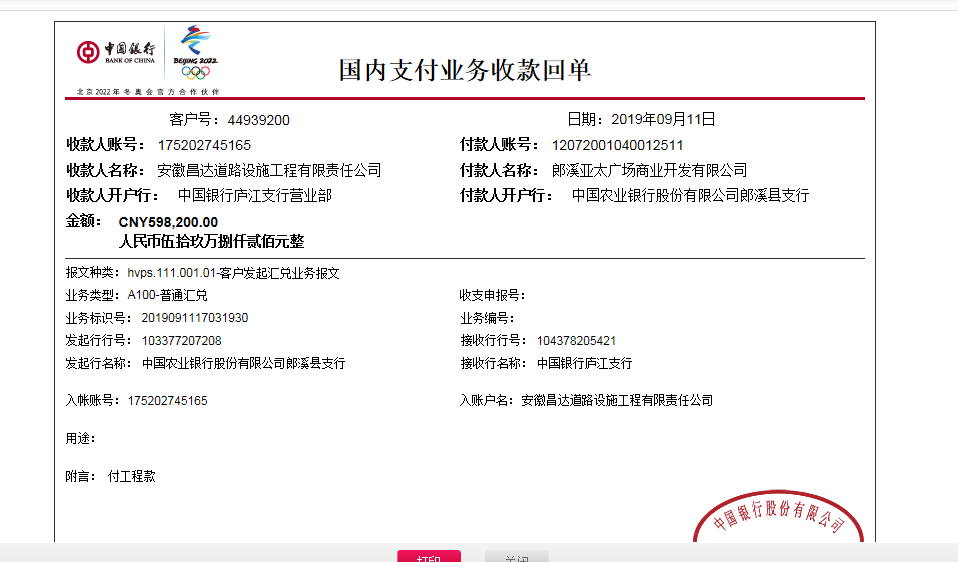 中国银行
BANK OF CHINA
BEIJING 2022
北京2022年冬奥会官方合作伙伴
国内支付业务收款回单
客户号：44939200 日期：2019年09月11日
收款人账号：175202745165 付款人账号：12072001040012511
收款人名称：安徽昌达道路设施工程有限责任公司 付款人名称：郎溪亚太广场商业开发有限公司
收款人开户行：中国银行庐江支行营业部 付款人开户行：中国农业银行股份有限公司郎溪县支行
金额：CNY598,200.00
人民币伍拾玖万捌仟贰佰元整
报文种类：hvps.111.001.01-客户发起汇兑业务报文
业务类型：A100-普通汇兑 收支申报号：
业务标识号：2019091117031930 业务编号：
发起行行号：103377207208 接收行行号：104378205421
发起行名称：中国农业银行股份有限公司郎溪县支行 接收行名称：中国银行庐江支行
入帐账号：175202745165 入账户名：安徽昌达道路设施工程有限责任公司
用途：
附言：付工程款
中国银行股份有限公司
打印 关闭